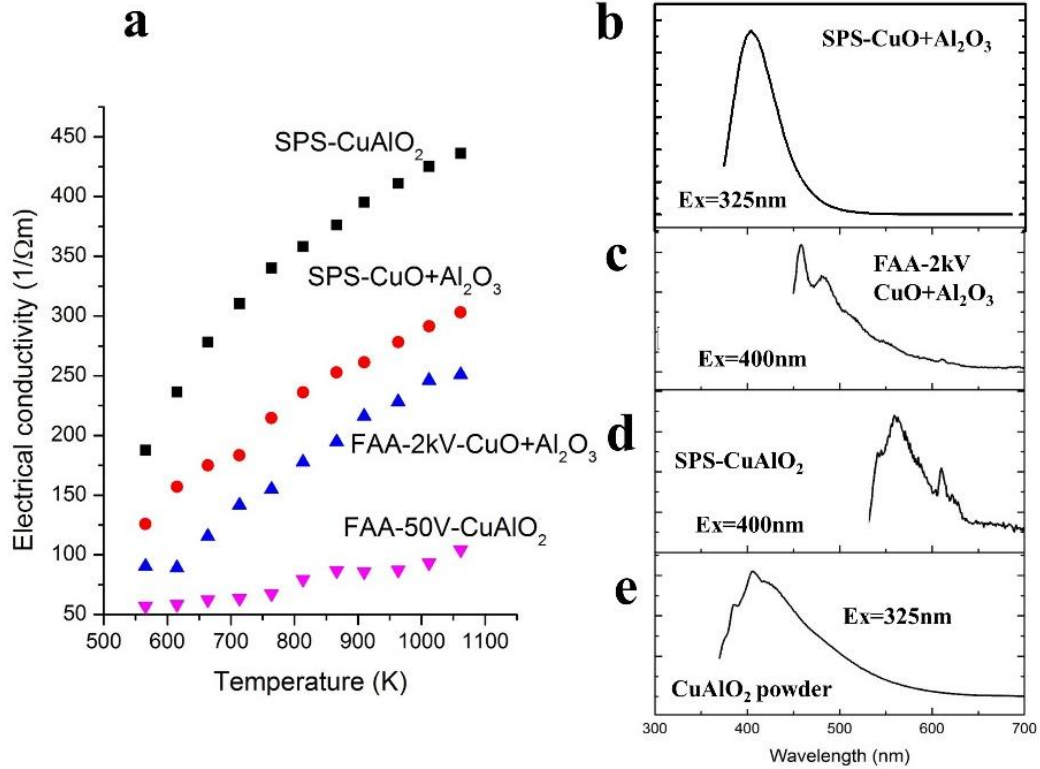 a
Electrical conductivity (1/Ωm)
450
400
350
300
250
200
150
100
50
SPS-CuAlO₂
SPS-CuO+Al₂O₃
FAA-2kV-CuO+Al₂O₃
FAA-50V-CuAlO₂
500 600 700 800 900 1000 1100
Temperature (K)
b
SPS-CuO+Al₂O₃
Ex=325nm
c
FAA-2kV
CuO+Al₂O₃
Ex=400nm
d
SPS-CuAlO₂
Ex=400nm
e
Ex=325nm
CuAlO₂ powder
300 400 500 600 700
Wavelength (nm)